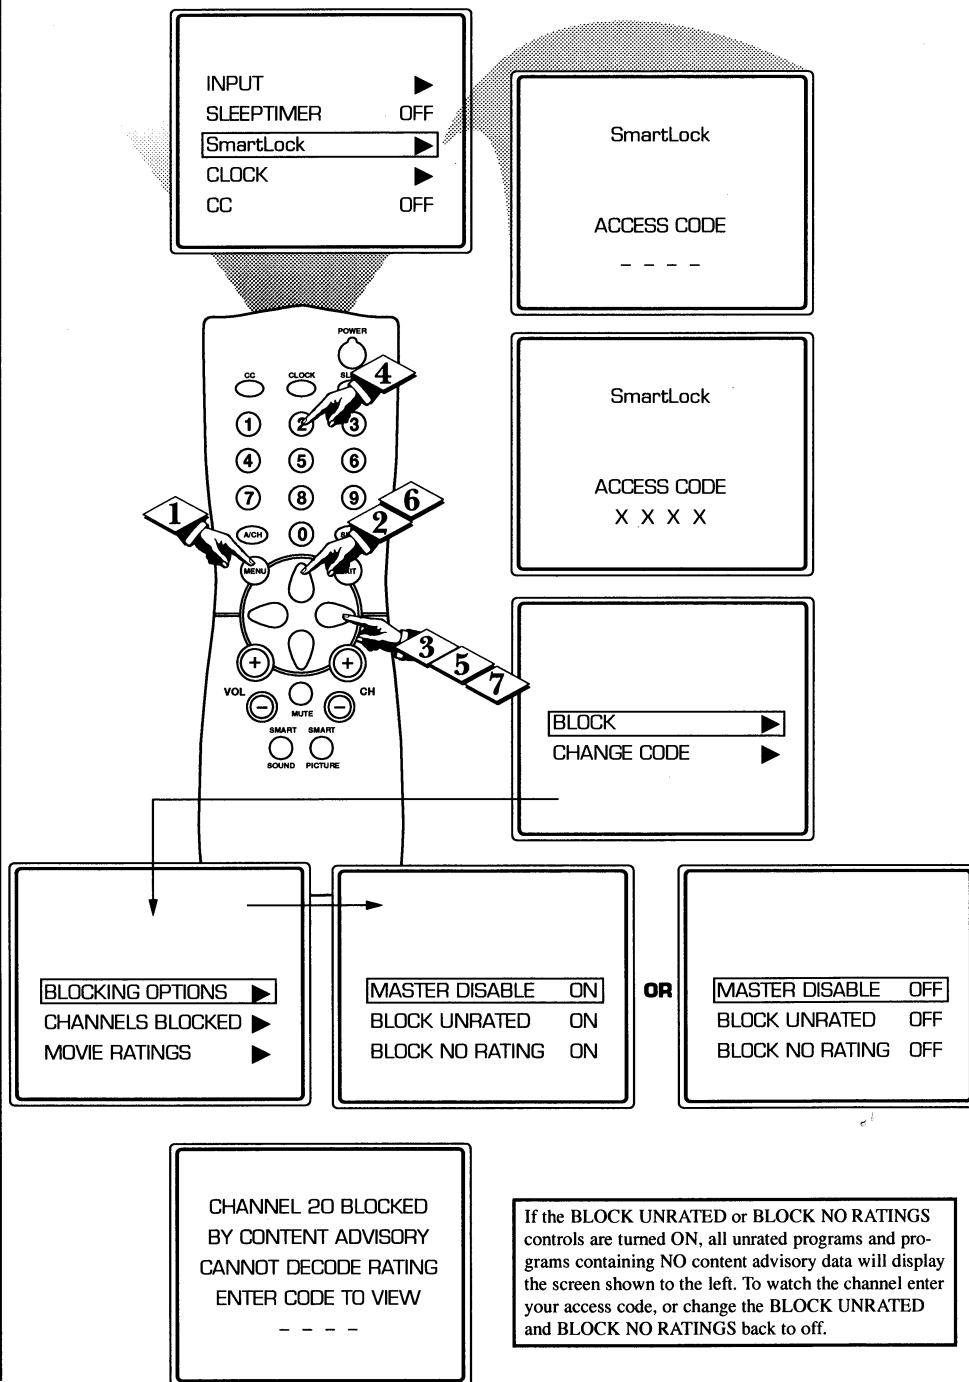 INPUT ▶
SLEEPTIMER OFF
SmartLock ▶
CLOCK ▶
CC OFF
SmartLock
ACCESS CODE
_ _ _ _
SmartLock
ACCESS CODE
X X X X
POWER
CC CLOCK
4
1 2 3
4 5 6
7 8 9
6
2
1
A/CH 0
MENU
3 5 7
+ +
VOL CH
− −
MUTE
SMART SMART
SOUND PICTURE
BLOCK ▶
CHANGE CODE ▶
BLOCKING OPTIONS ▶
CHANNELS BLOCKED ▶
MOVIE RATINGS ▶
MASTER DISABLE ON
BLOCK UNRATED ON
BLOCK NO RATING ON
OR
MASTER DISABLE OFF
BLOCK UNRATED OFF
BLOCK NO RATING OFF
CHANNEL 20 BLOCKED
BY CONTENT ADVISORY
CANNOT DECODE RATING
ENTER CODE TO VIEW
_ _ _ _
If the BLOCK UNRATED or BLOCK NO RATINGS
controls are turned ON, all unrated programs and pro-
grams containing NO content advisory data will display
the screen shown to the left. To watch the channel enter
your access code, or change the BLOCK UNRATED
and BLOCK NO RATINGS back to off.